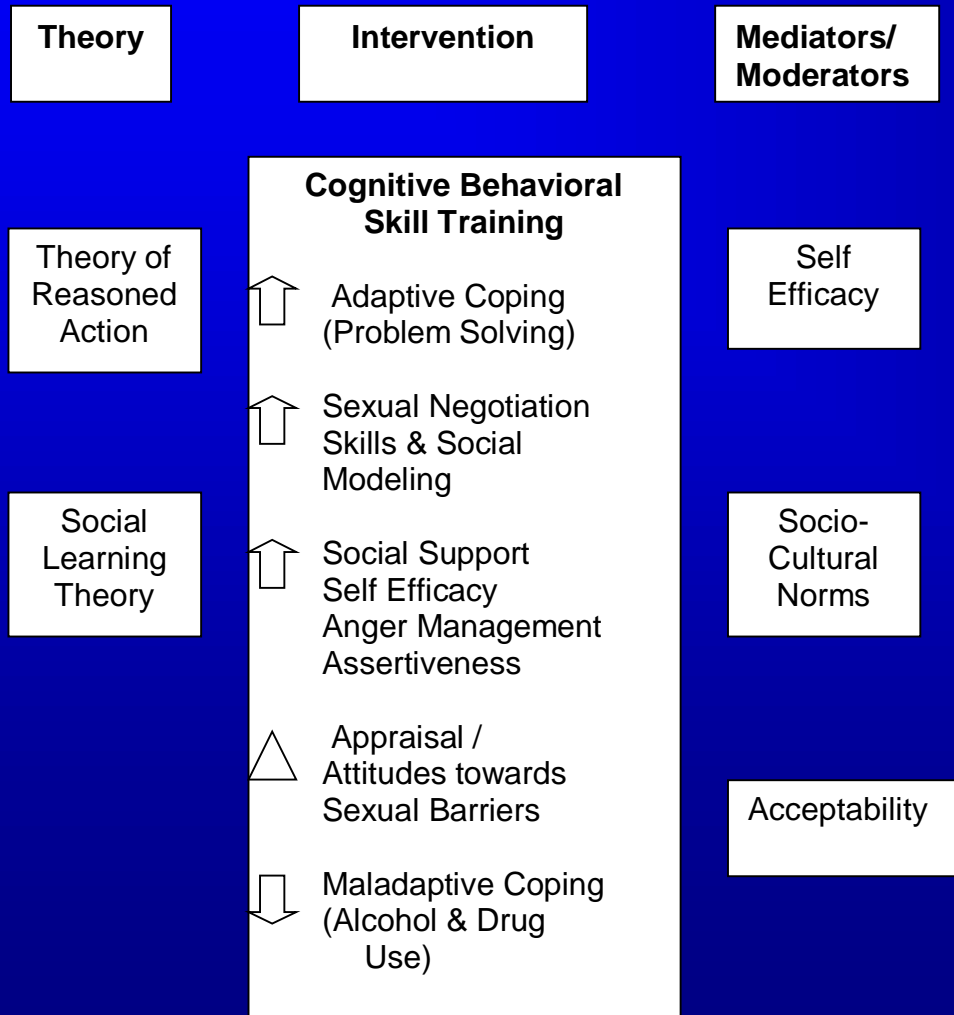 Theory
Intervention
Mediators/
Moderators
Theory of
Reasoned
Action
Social
Learning
Theory
Cognitive Behavioral
Skill Training
Adaptive Coping
(Problem Solving)
Sexual Negotiation
Skills & Social
Modeling
Social Support
Self Efficacy
Anger Management
Assertiveness
Appraisal /
Attitudes towards
Sexual Barriers
Maladaptive Coping
(Alcohol & Drug
Use)
Self
Efficacy
Socio-
Cultural
Norms
Acceptability